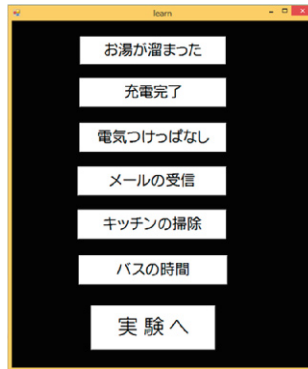 learn
お湯が溜まった
充電完了
電気つけっぱなし
メールの受信
キッチンの掃除
バスの時間
実験へ